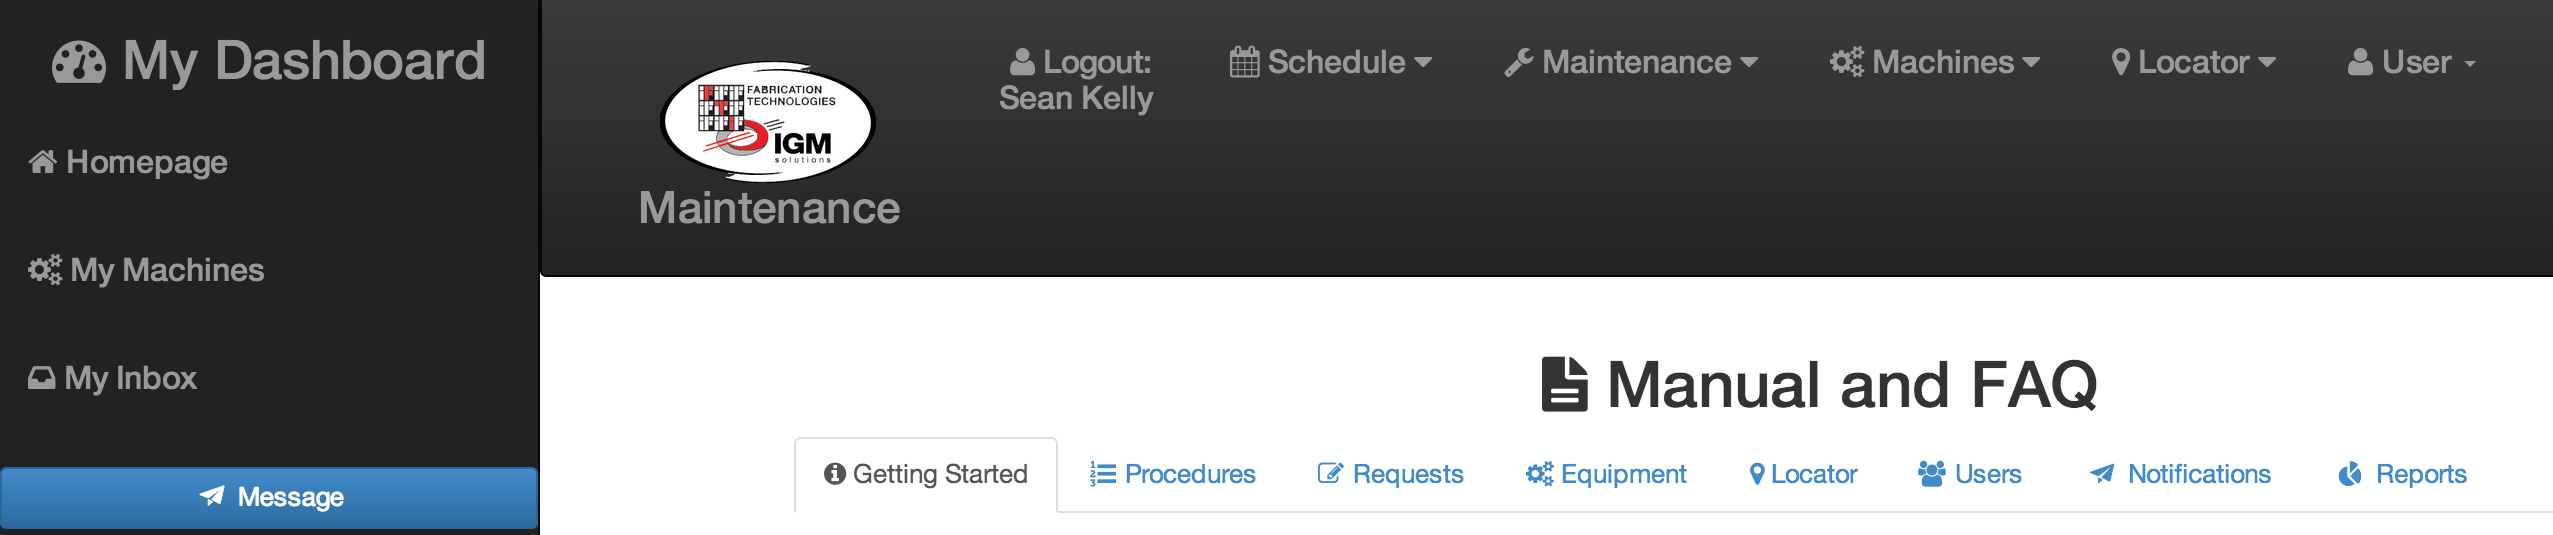 My Dashboard
Homepage
My Machines
My Inbox
Message
FABRICATION
TECHNOLOGIES
FTI
IGM
solutions
Maintenance
Logout:
Sean Kelly
Schedule
Maintenance
Machines
Locator
User
Manual and FAQ
Getting Started
Procedures
Requests
Equipment
Locator
Users
Notifications
Reports